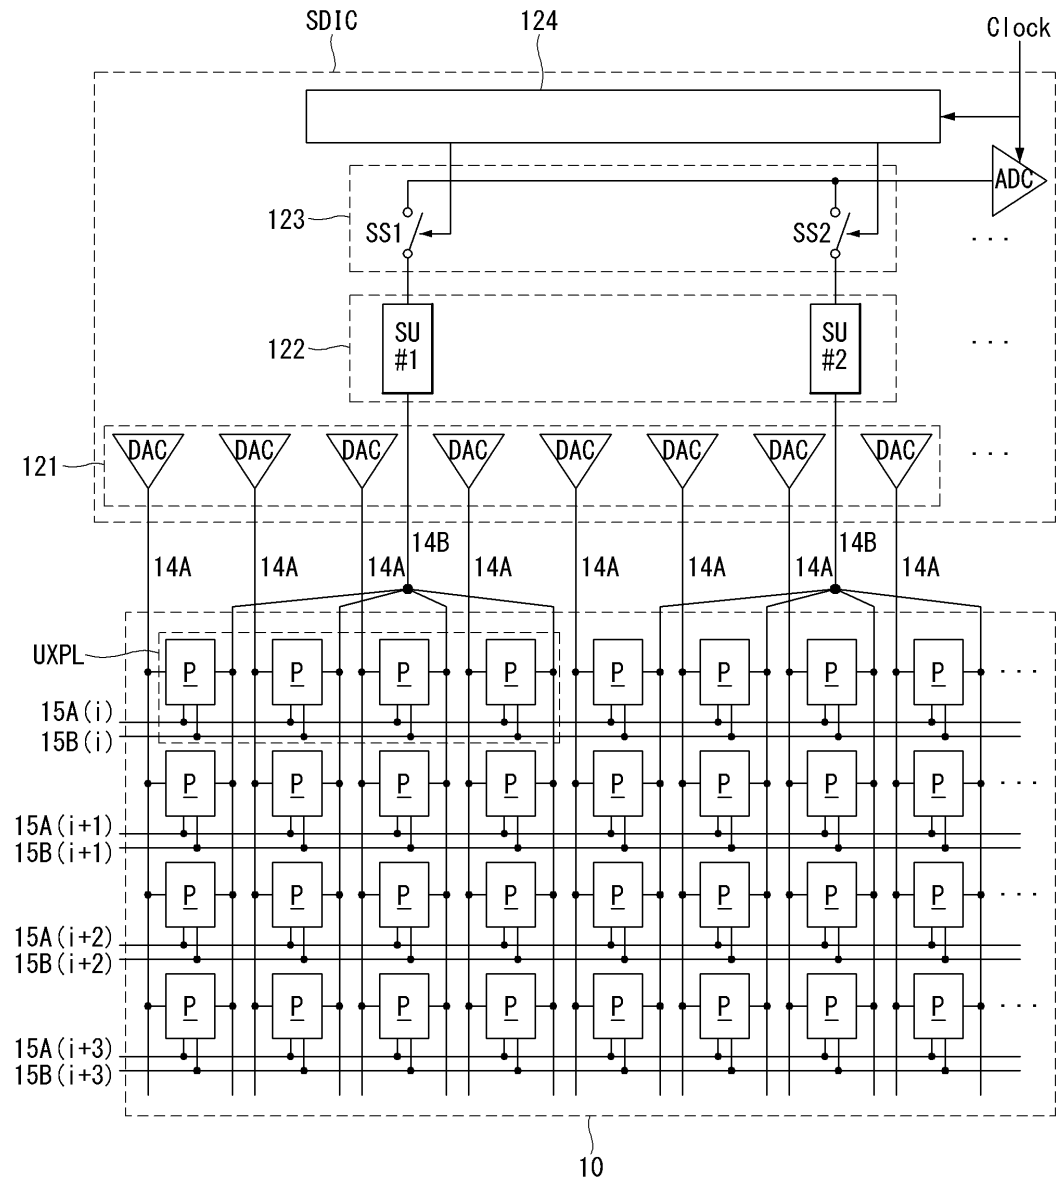 SDIC
124
Clock
ADC
123
SS1
SS2
. . .
122
SU
#1
SU
#2
. . .
121
DAC DAC DAC DAC DAC DAC DAC DAC
. . .
14B
14B
14A 14A 14A 14A 14A 14A
UXPL
P P P P P P P P . . .
15A(i)
15B(i)
P P P P P P P P . . .
15A(i+1)
15B(i+1)
P P P P P P P P . . .
15A(i+2)
15B(i+2)
P P P P P P P P . . .
15A(i+3)
15B(i+3)
10